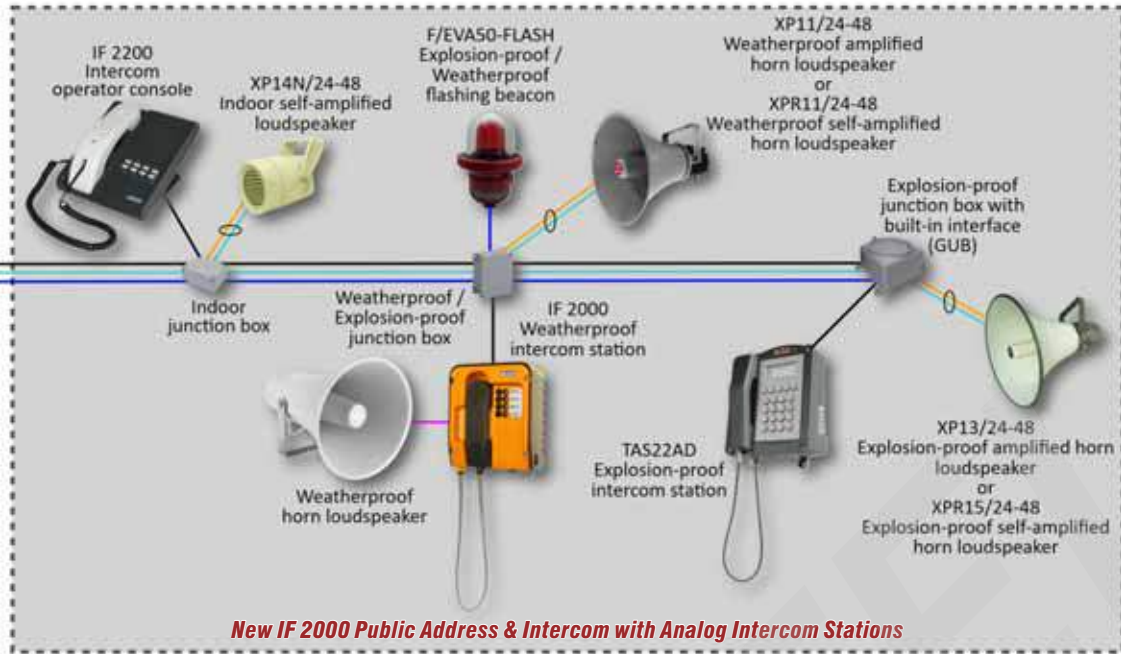 IF 2200
Intercom
operator console
XP14N/24-48
Indoor self-amplified
loudspeaker
F/EVA50-FLASH
Explosion-proof /
Weatherproof
flashing beacon
XP11/24-48
Weatherproof amplified
horn loudspeaker
or
XPR11/24-48
Weatherproof self-amplified
horn loudspeaker
Explosion-proof
junction box with
built-in interface
(GUB)
Indoor
junction box
Weatherproof /
Explosion-proof
junction box
IF 2000
Weatherproof
intercom station
Weatherproof
horn loudspeaker
TAS22AD
Explosion-proof
intercom station
XP13/24-48
Explosion-proof amplified horn
loudspeaker
or
XPR15/24-48
Explosion-proof self-amplified
horn loudspeaker
New IF 2000 Public Address & Intercom with Analog Intercom Stations